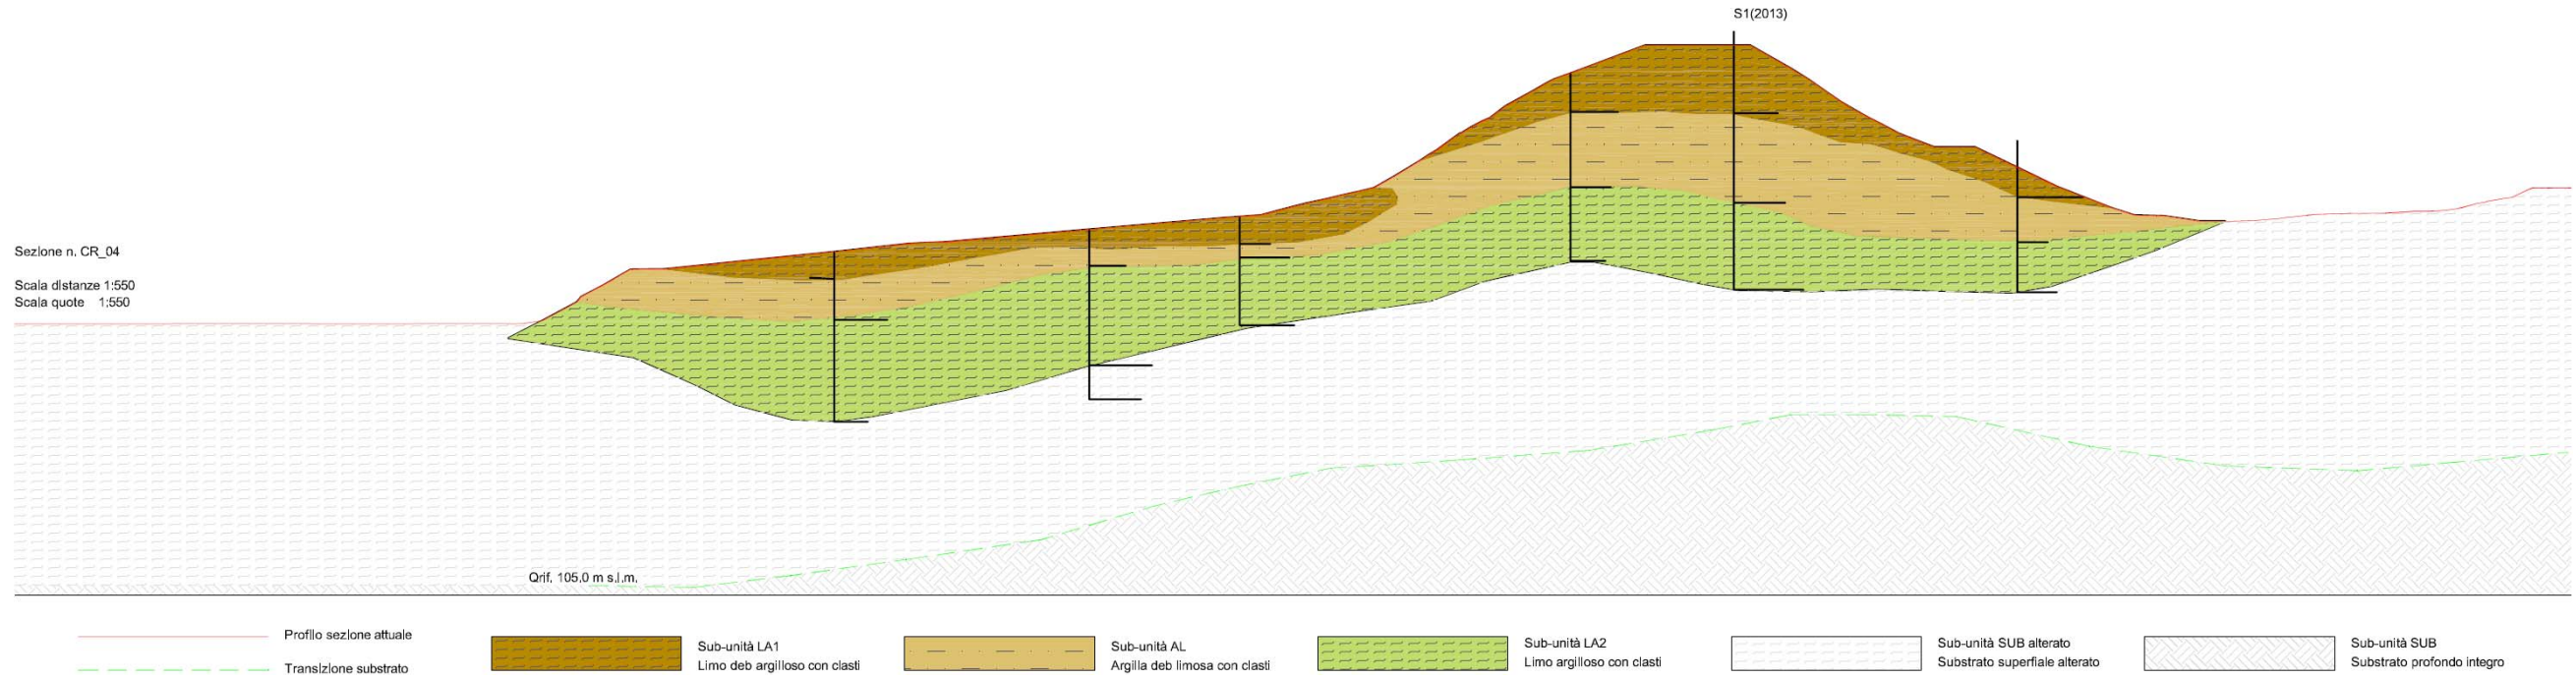 S1(2013)
Sezione n. CR_04
Scala distanze 1:550
Scala quote 1:550
Qrif. 105.0 m s.l.m.
Profilo sezione attuale
Transizione substrato
Sub-unità LA1
Limo deb argilloso con clasti
Sub-unità AL
Argilla deb limosa con clasti
Sub-unità LA2
Limo argilloso con clasti
Sub-unità SUB alterato
Substrato superfiale alterato
Sub-unità SUB
Substrato profondo integro